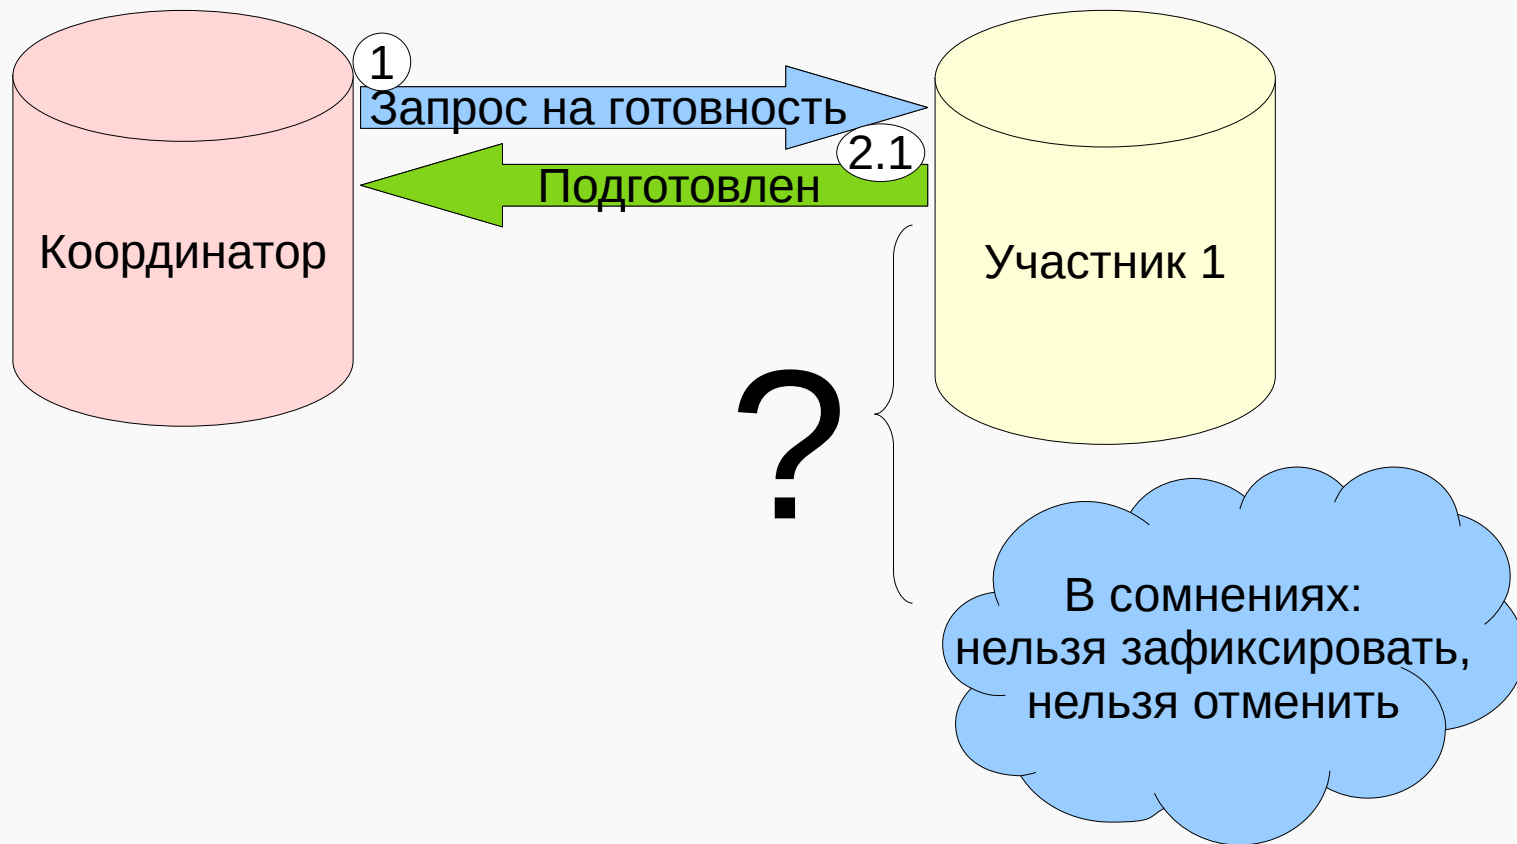 1
Запрос на готовность
2.1
Подготовлен
Координатор
Участник 1
?
В сомнениях:
нельзя зафиксировать,
нельзя отменить